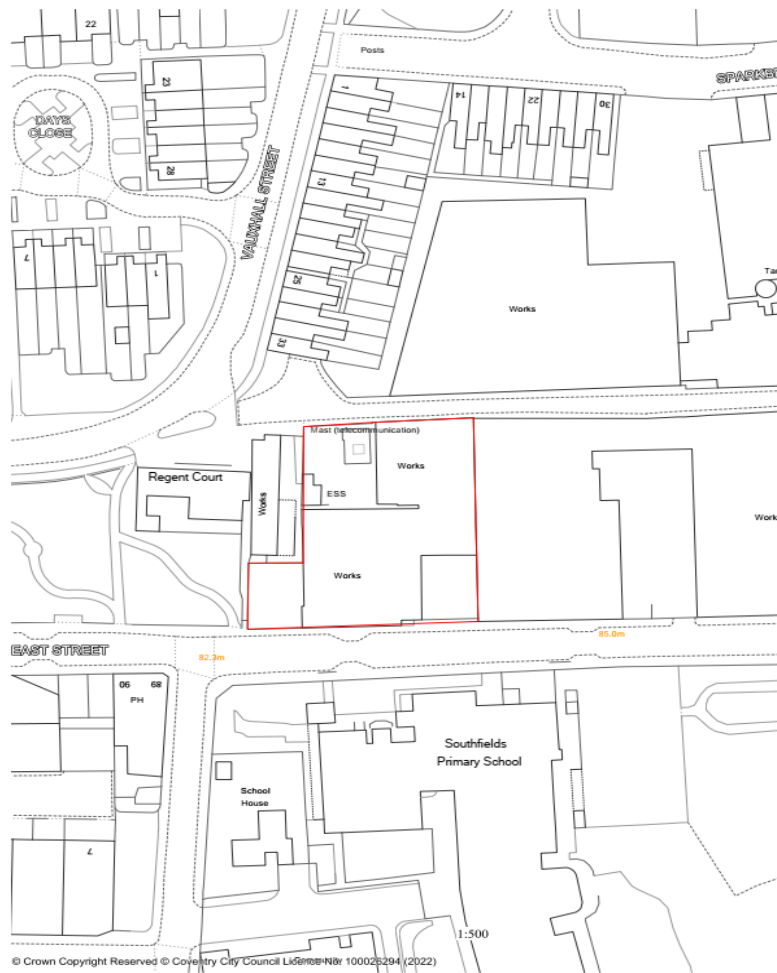 22
Posts
SPARKB
23
1
14
22
30
DAYS
CLOSE
28
13
VAUXHALL STREET
7
1
25
Ta
Works
33
Mast (telecommunication)
Works
Regent Court
ESS
Works
Work
Works
EAST STREET
82.3m
85.0m
90
89
PH
Southfields
Primary School
School
House
7
1:500
© Crown Copyright Reserved © Coventry City Council Licence No: 100026294 (2022)